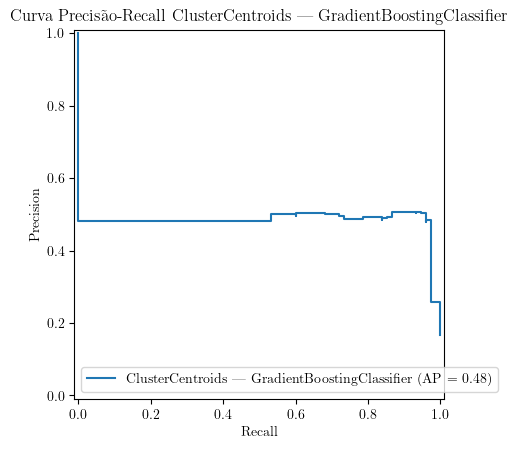 Curva Precisão-Recall ClusterCentroids — GradientBoostingClassifier
1.0
0.8
0.6
0.4
0.2
0.0
Precision
ClusterCentroids — GradientBoostingClassifier (AP = 0.48)
0.0 0.2 0.4 0.6 0.8 1.0
Recall